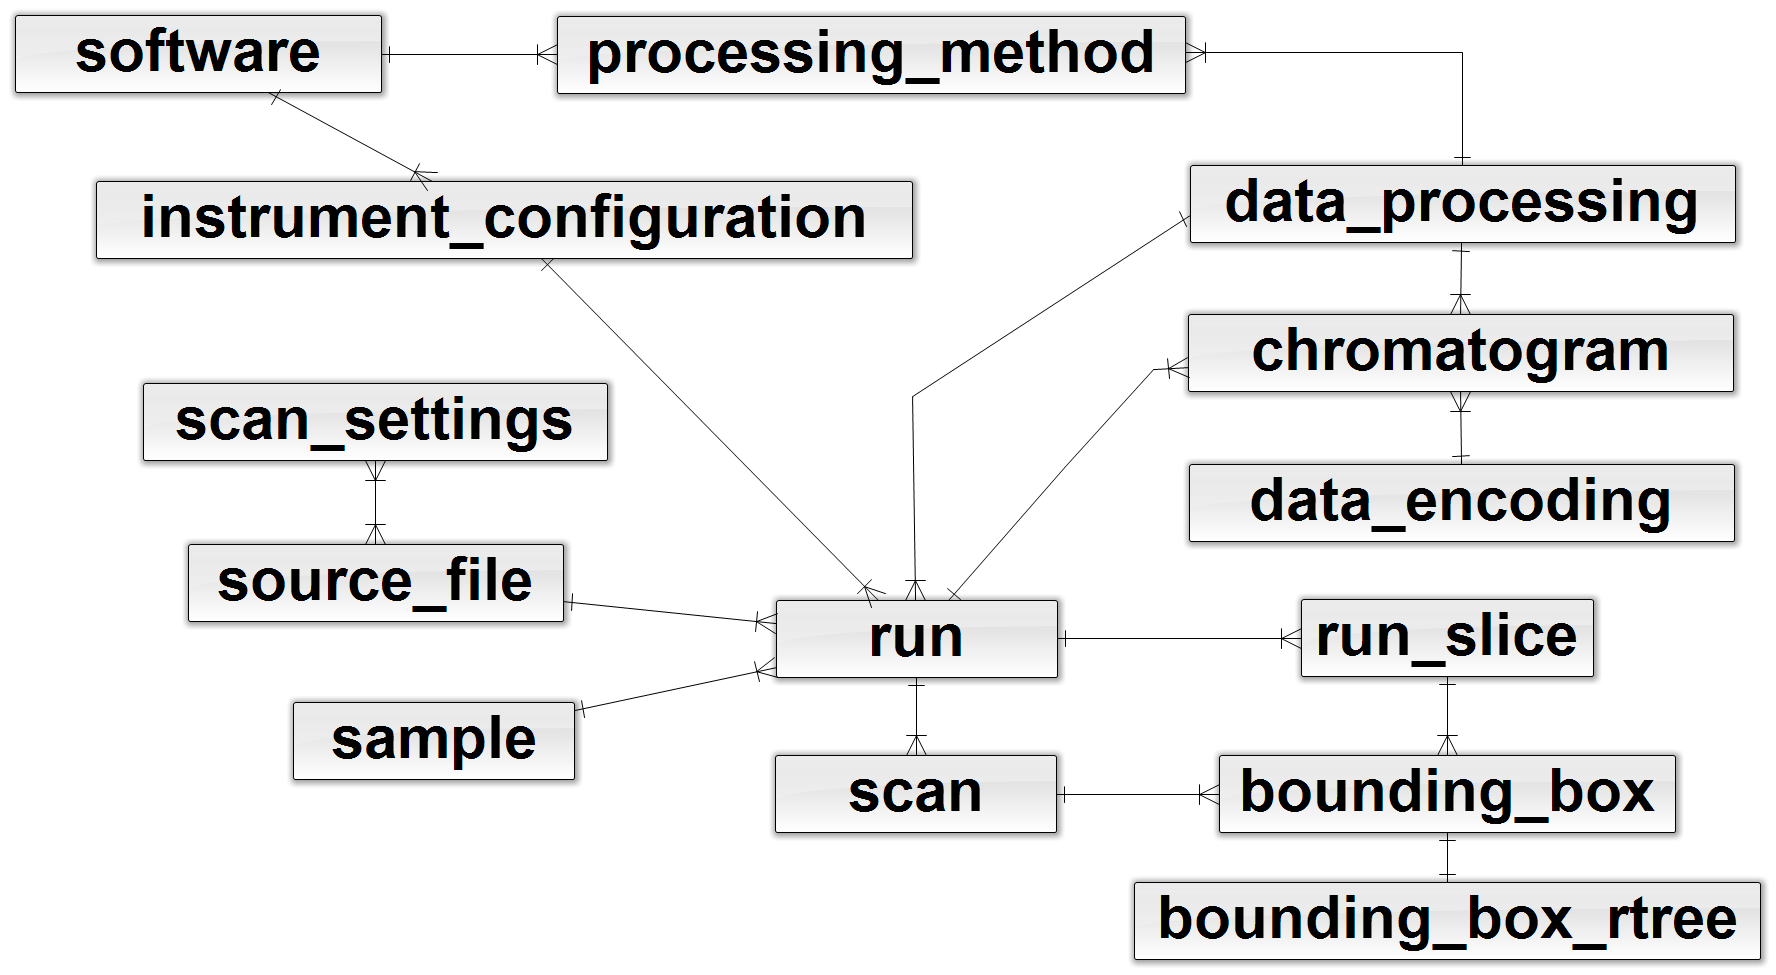 software
processing_method
instrument_configuration
data_processing
chromatogram
scan_settings
data_encoding
source_file
run
run_slice
sample
scan
bounding_box
bounding_box_rtree